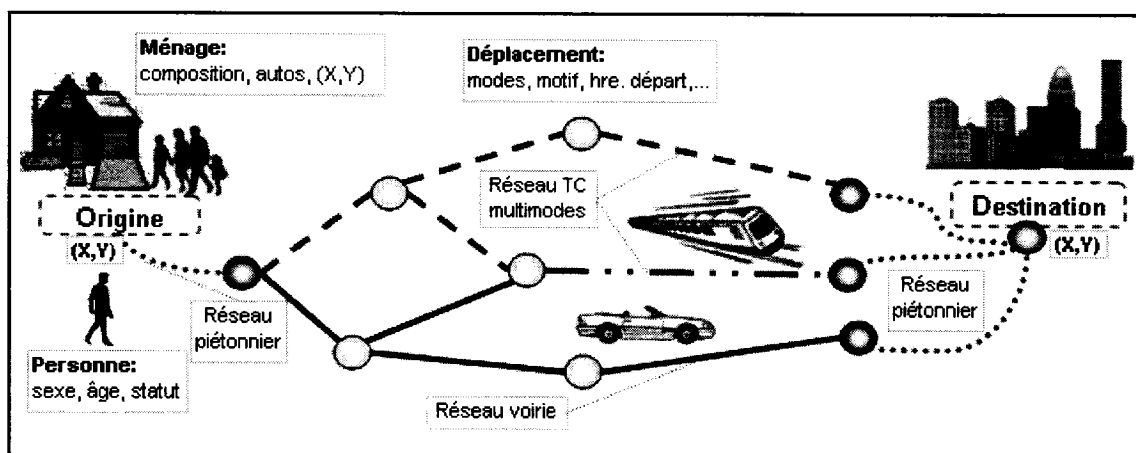 Ménage:
composition, autos, (X,Y)
Déplacement:
modes, motif, hre. départ,...
Réseau TC
multimodes
Origine
(X,Y)
Destination
(X,Y)
Réseau
piétonnier
Réseau
piétonnier
Personne:
sexe, âge, statut
Réseau voirie